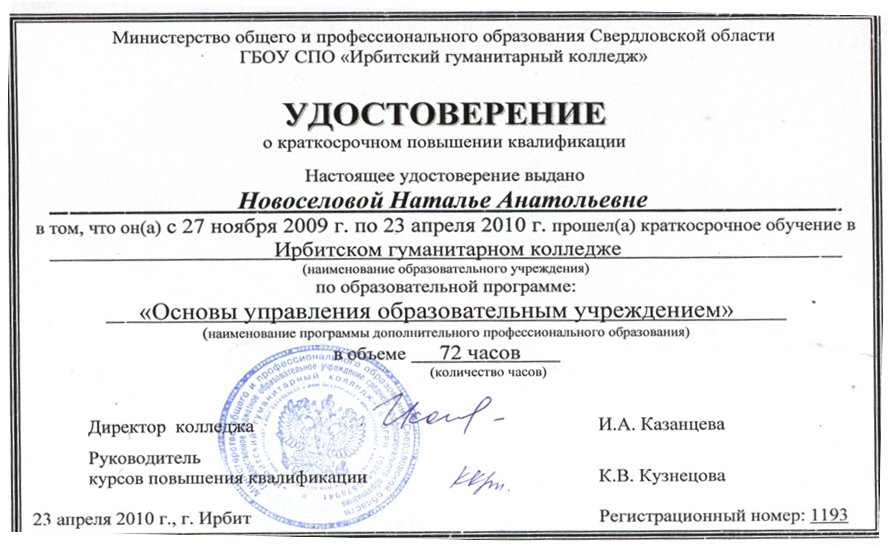 Министерство общего и профессионального образования Свердловской области
ГБОУ СПО «Ирбитский гуманитарный колледж»
УДОСТОВЕРЕНИЕ
о краткосрочном повышении квалификации
Настоящее удостоверение выдано
Новоселовой Наталье Анатольевне
в том, что он(а) с 27 ноября 2009 г. по 23 апреля 2010 г. прошел(а) краткосрочное обучение в
Ирбитском гуманитарном колледже
(наименование образовательного учреждения)
по образовательной программе:
«Основы управления образовательным учреждением»
(наименование программы дополнительного профессионального образования)
в объеме 72 часов
(количество часов)
Директор колледжа И.А. Казанцева
Руководитель
курсов повышения квалификации К.В. Кузнецова
23 апреля 2010 г., г. Ирбит Регистрационный номер: 1193